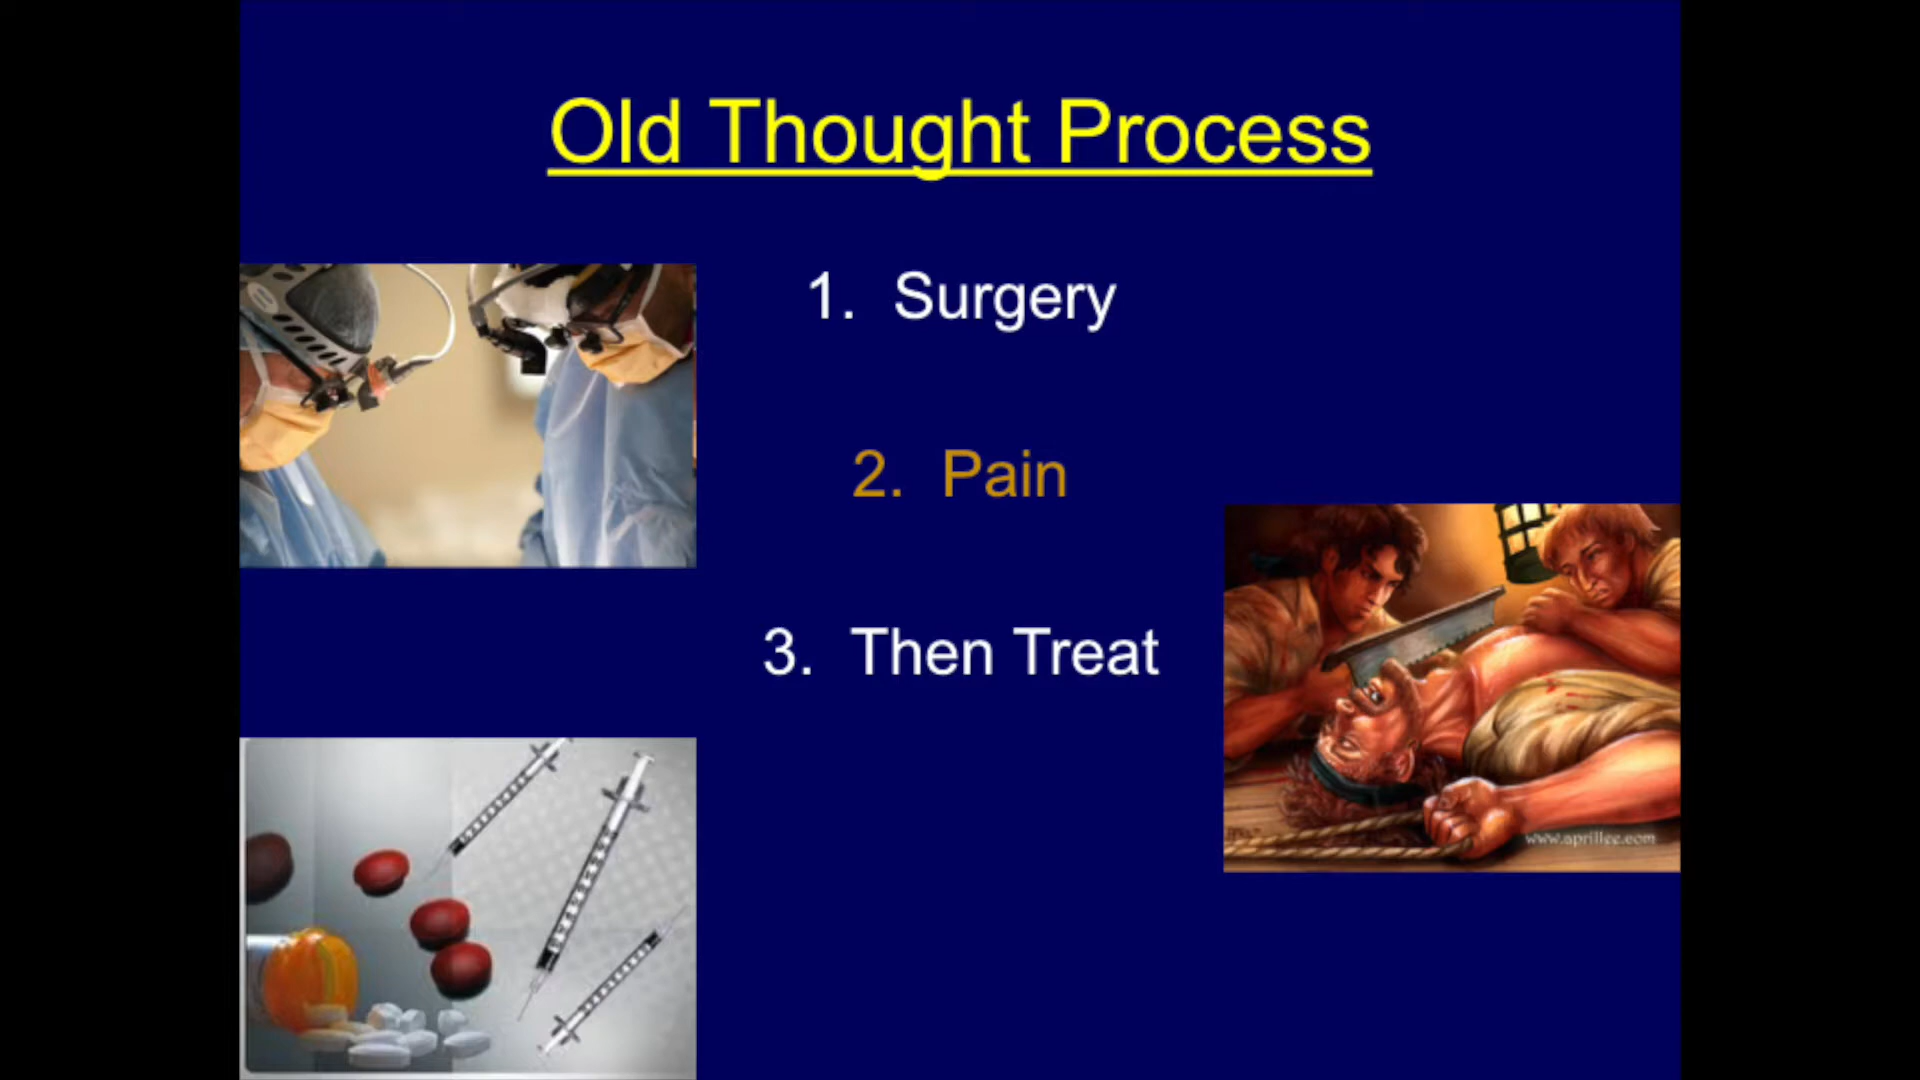 Old Thought Process
1. Surgery
2. Pain
3. Then Treat
www.aprillee.com